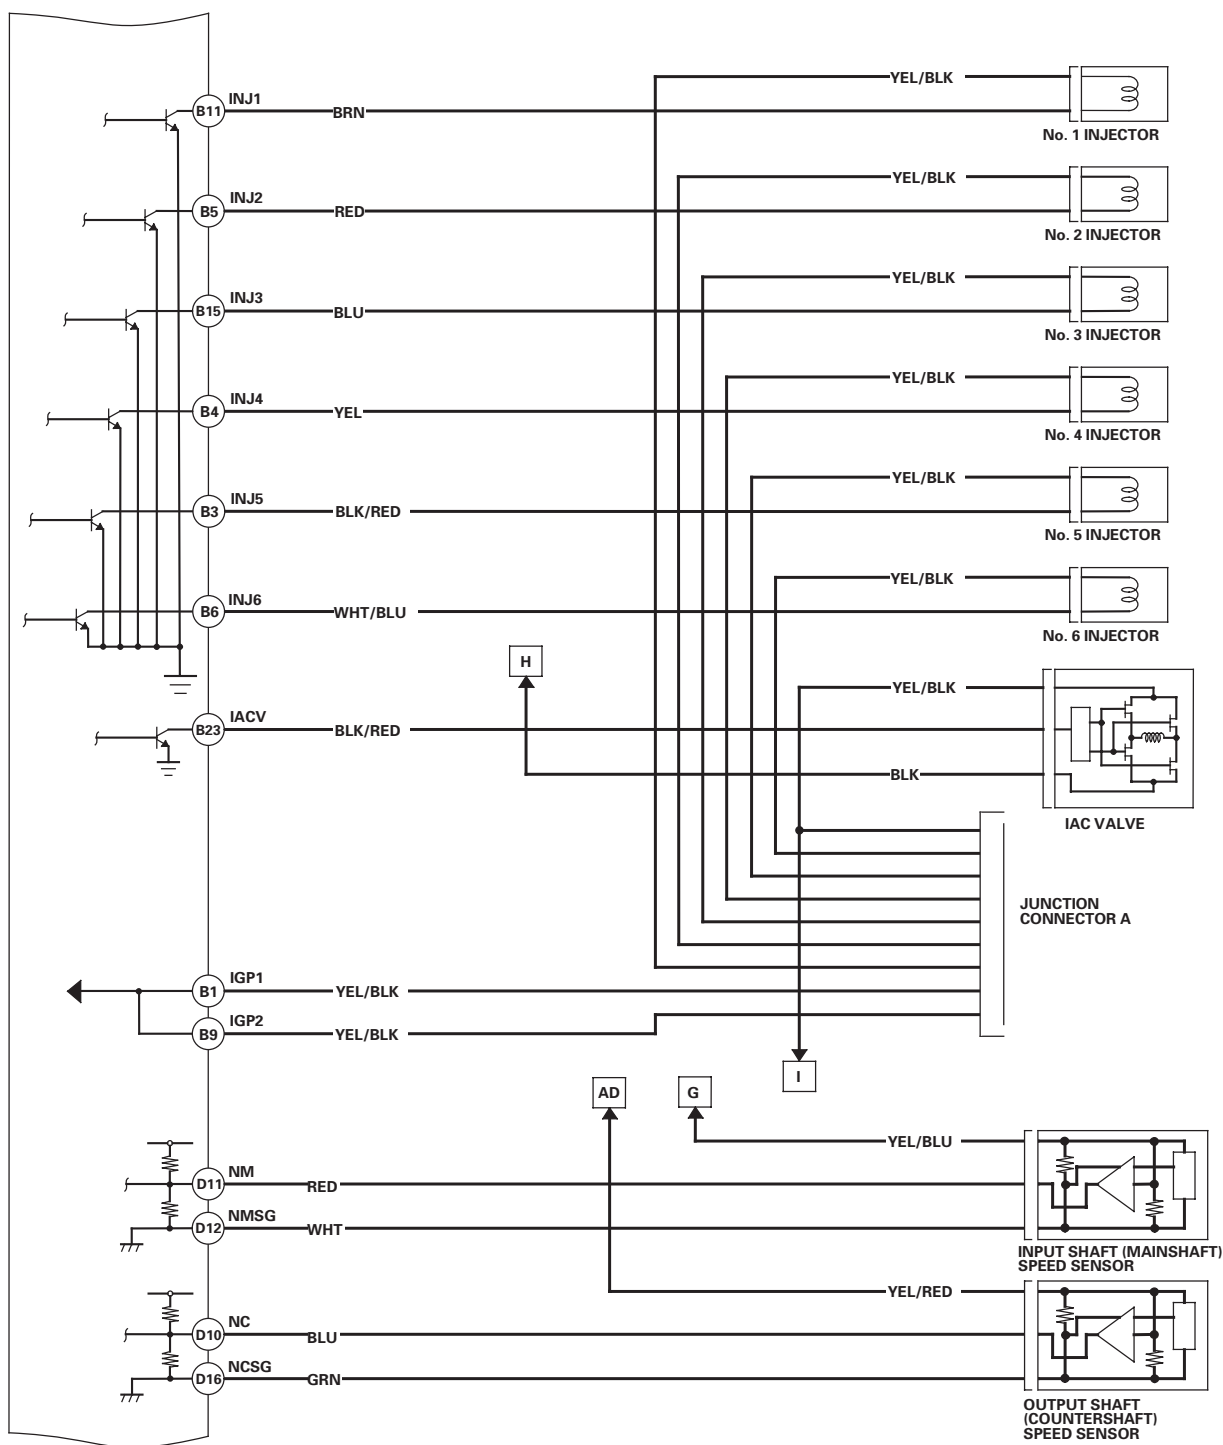 YEL/BLK
INJ1
B11
BRN
No. 1 INJECTOR
YEL/BLK
INJ2
B5
RED
No. 2 INJECTOR
YEL/BLK
INJ3
B15
BLU
No. 3 INJECTOR
YEL/BLK
INJ4
B4
YEL
No. 4 INJECTOR
YEL/BLK
INJ5
B3
BLK/RED
No. 5 INJECTOR
YEL/BLK
INJ6
B6
WHT/BLU
No. 6 INJECTOR
H
YEL/BLK
IACV
B23
BLK/RED
BLK
IAC VALVE
JUNCTION
CONNECTOR A
IGP1
B1
YEL/BLK
IGP2
B9
YEL/BLK
I
AD
G
YEL/BLU
NM
D11
RED
NMSG
D12
WHT
INPUT SHAFT (MAINSHAFT)
SPEED SENSOR
YEL/RED
NC
D10
BLU
NCSG
D16
GRN
OUTPUT SHAFT
(COUNTERSHAFT)
SPEED SENSOR